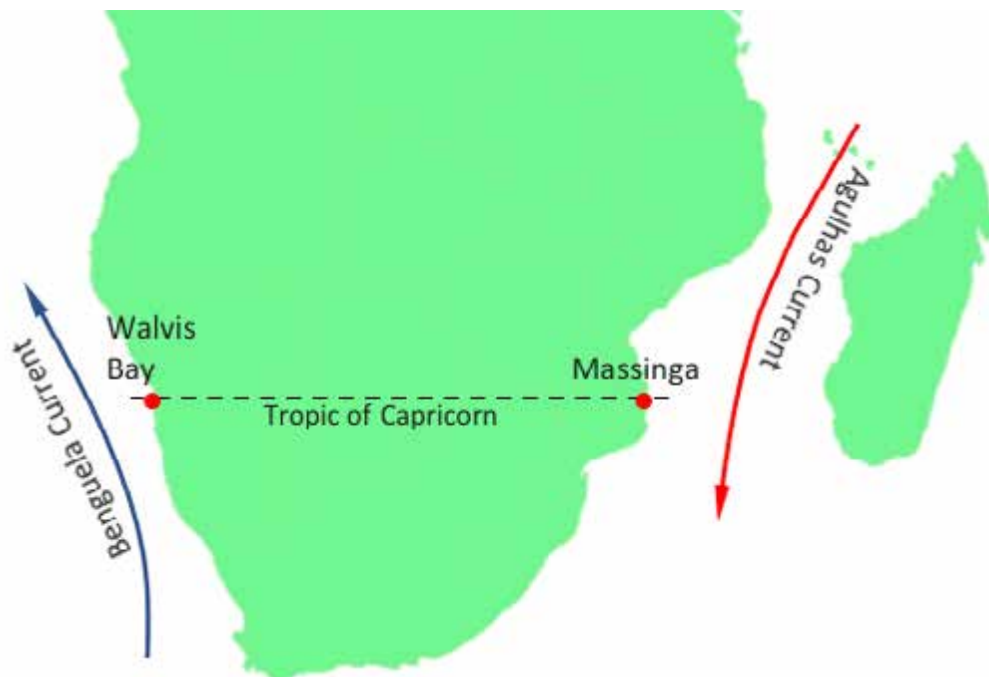 Walvis
Bay
Massinga
Tropic of Capricorn
Benguela Current
Agulhas Current